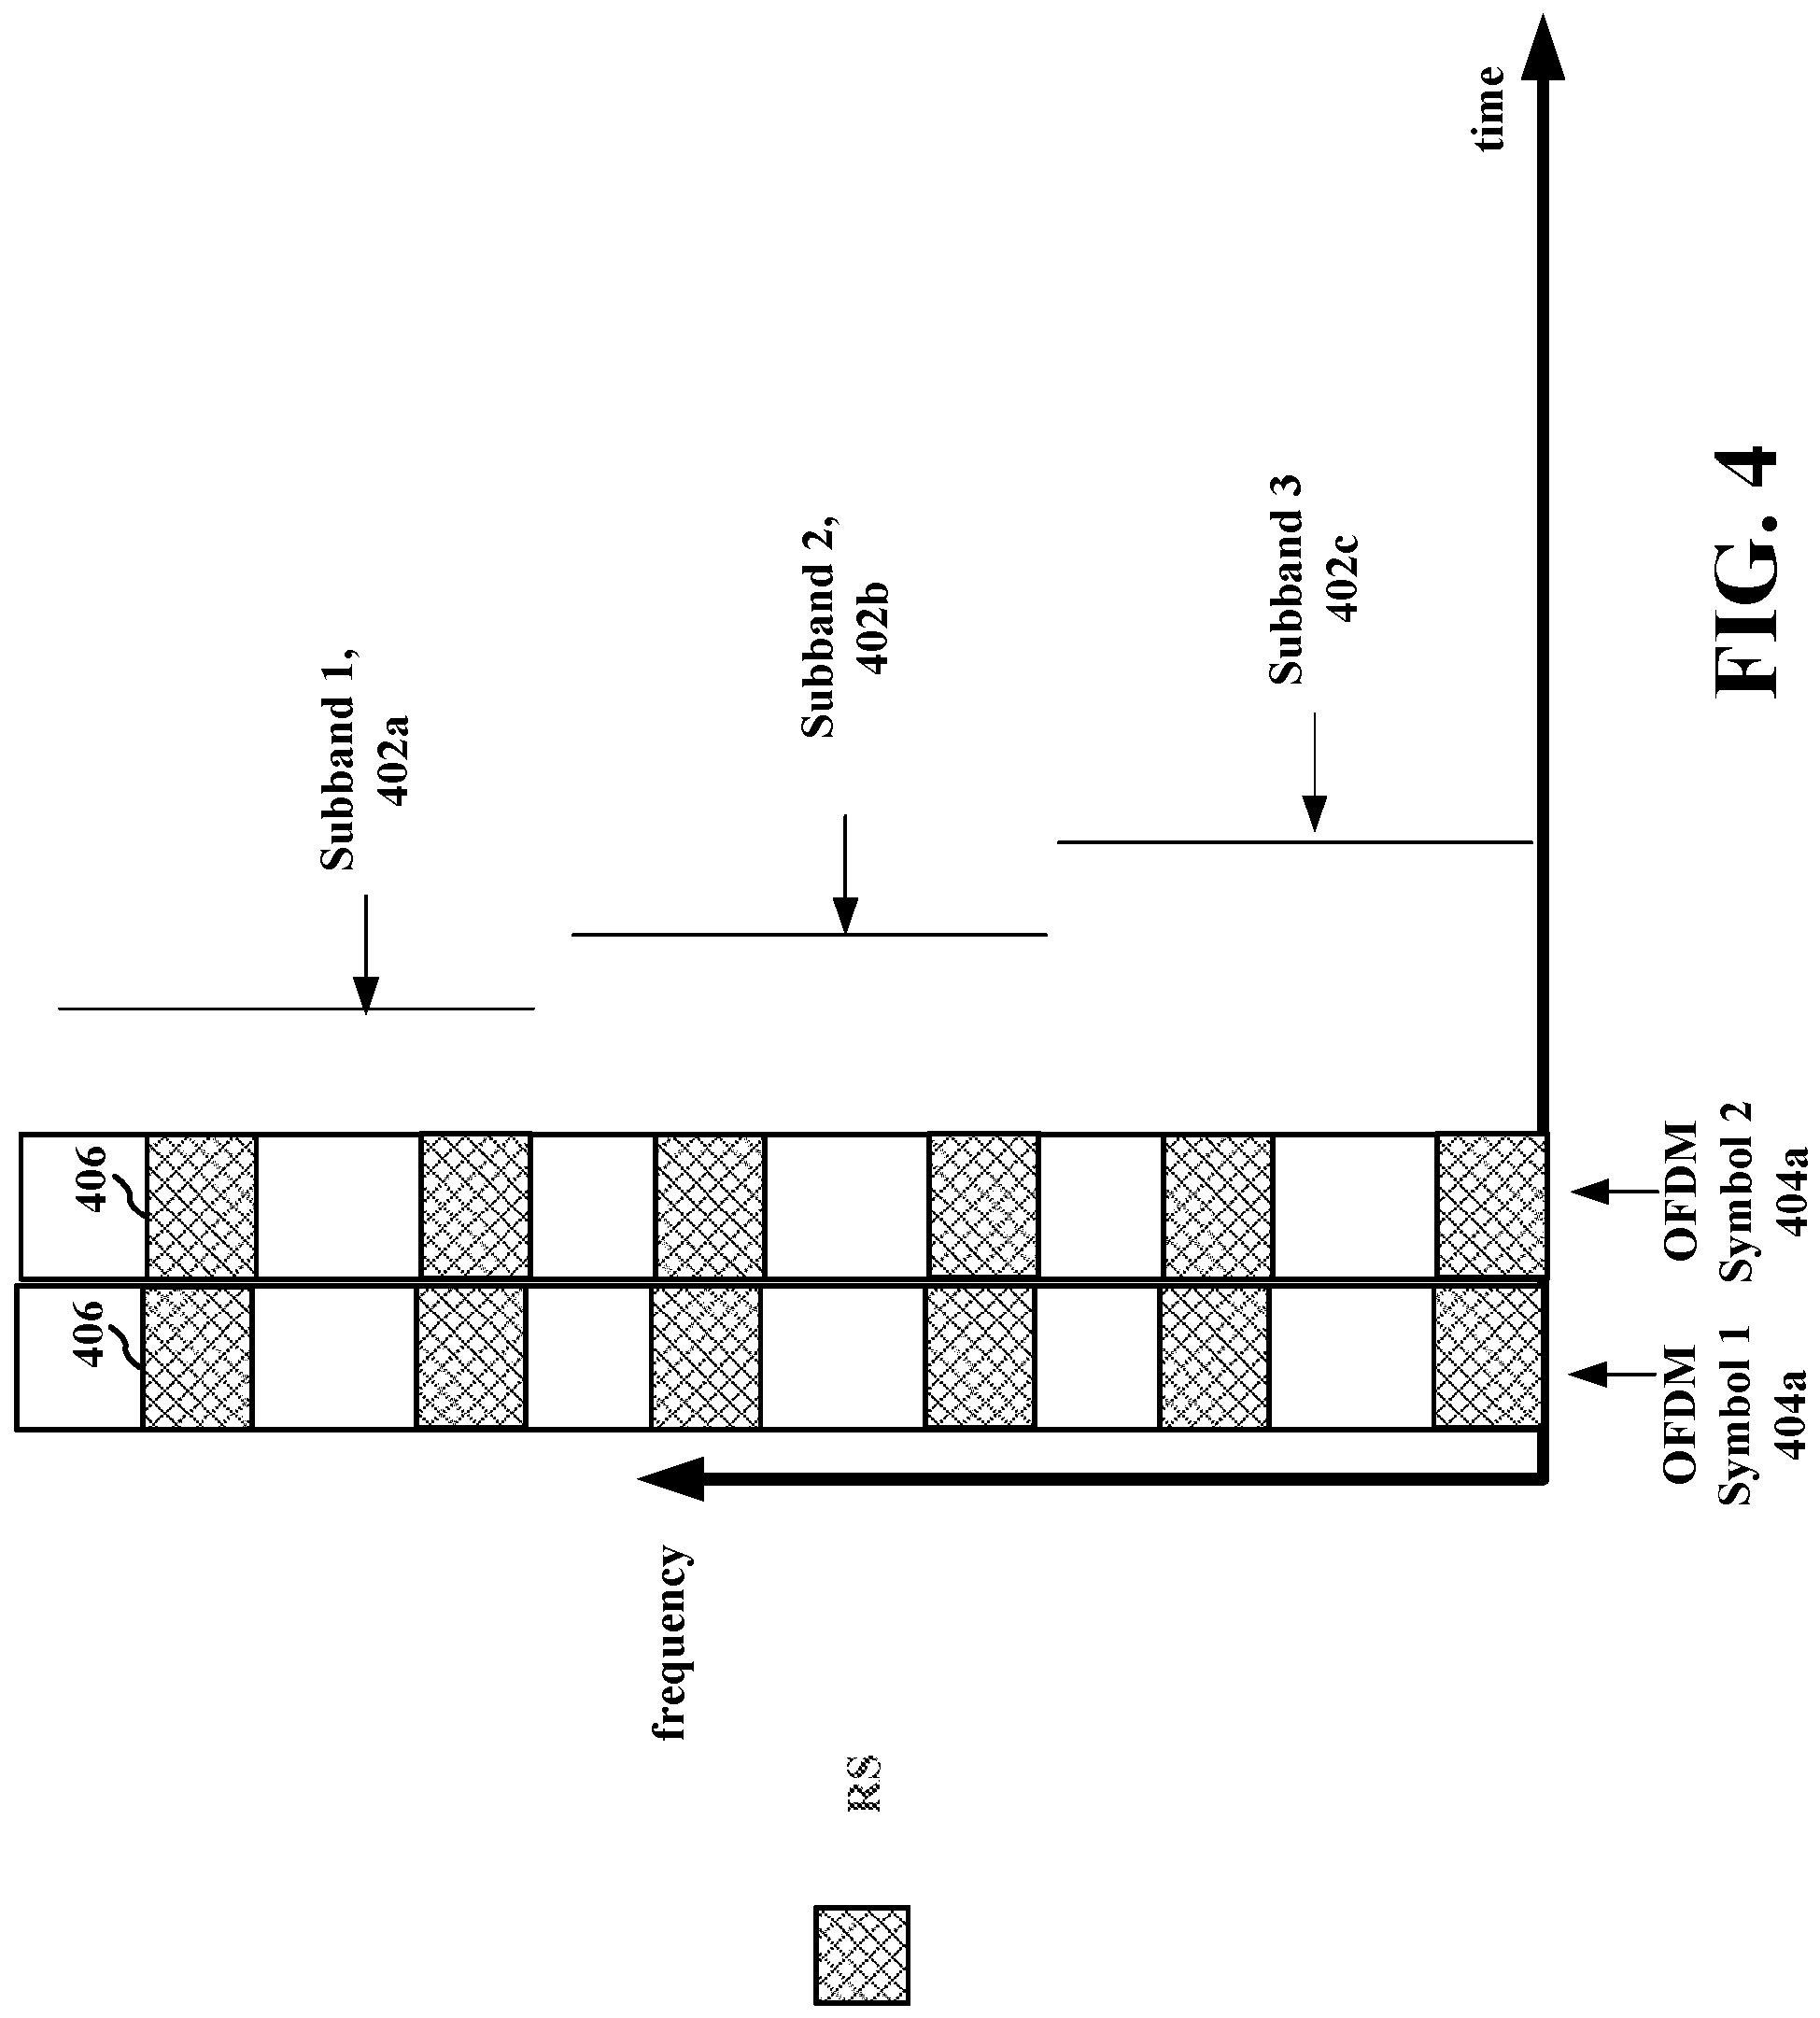 RS
frequency
406
406
Subband 1,
402a
Subband 2,
402b
Subband 3
402c
time
OFDM
Symbol 1
404a
OFDM
Symbol 2
404a
FIG. 4